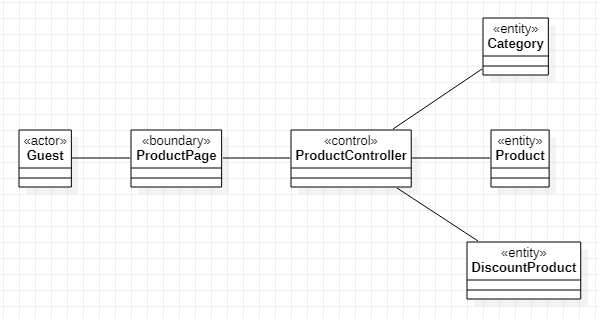 «entity»
Category
«actor»
Guest
«boundary»
ProductPage
«control»
ProductController
«entity»
Product
«entity»
DiscountProduct